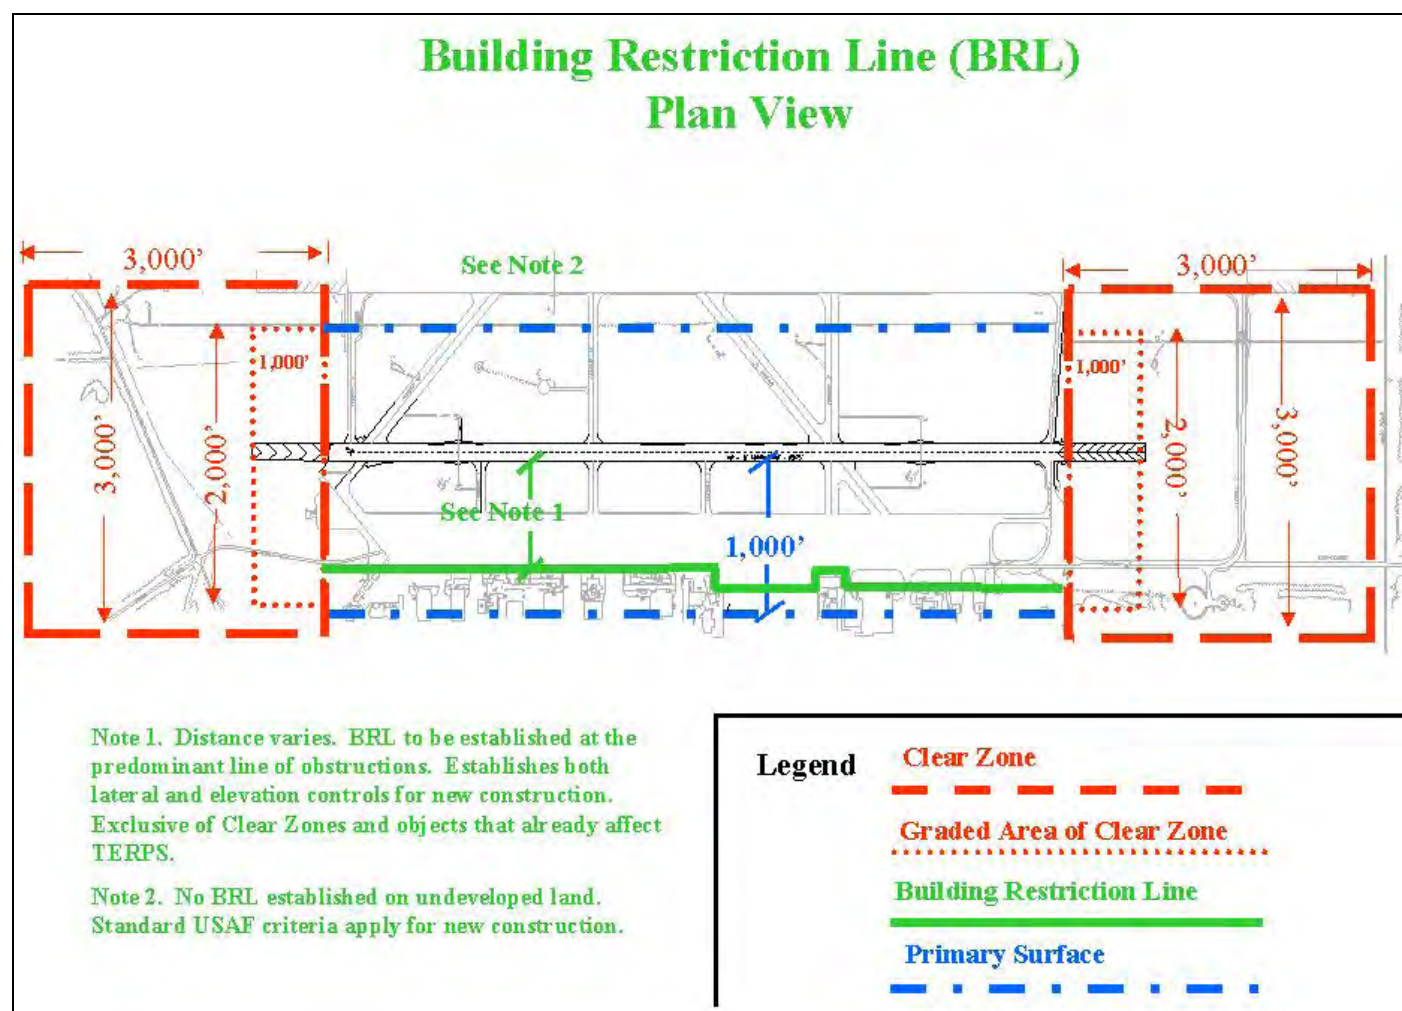 Building Restriction Line (BRL)
Plan View
3,000’
See Note 2
3,000’
1,000’
1,000’
3,000’
2,000’
2,000’
3,000’
See Note 1
1,000’
Note 1. Distance varies. BRL to be established at the
predominant line of obstructions. Establishes both
lateral and elevation controls for new construction.
Exclusive of Clear Zones and objects that already affect
TERPS.
Note 2. No BRL established on undeveloped land.
Standard USAF criteria apply for new construction.
Legend
Clear Zone
Graded Area of Clear Zone
Building Restriction Line
Primary Surface